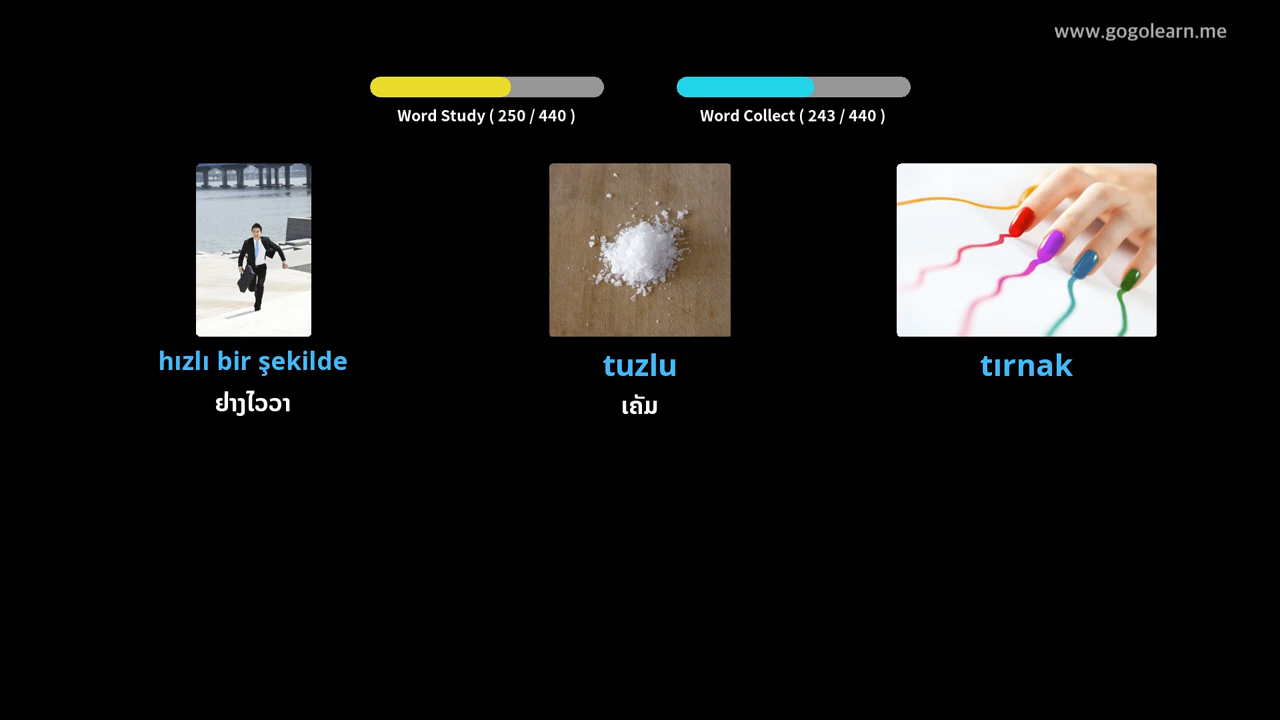 www.gogolearn.me
Word Study ( 250 / 440 )
Word Collect ( 243 / 440 )
hızlı bir şekilde
ຢ່າງໄວວາ
tuzlu
ເຄັມ
tırnak